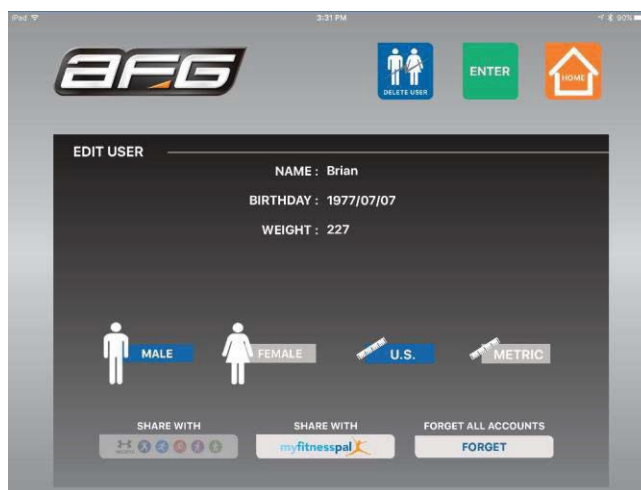 iPad 3:31 PM 90%
AFG
DELETE USER
ENTER
HOME
EDIT USER
NAME : Brian
BIRTHDAY : 1977/07/07
WEIGHT : 227
MALE FEMALE U.S. METRIC
SHARE WITH SHARE WITH FORGET ALL ACCOUNTS
myfitnesspal FORGET